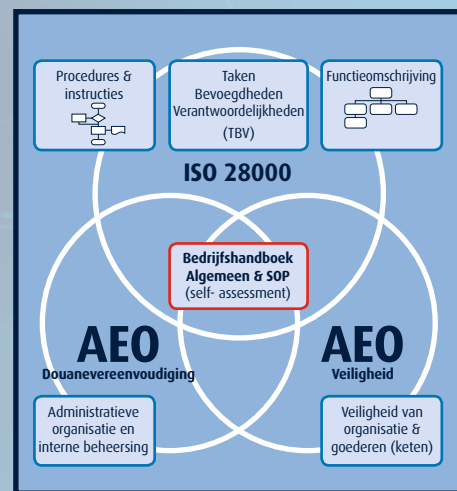 Procedures &
instructies
Taken
Bevoegdheden
Verantwoordelijkheden
(TBV)
Functieomschrijving
ISO 28000
Bedrijfshandboek
Algemeen & SOP
(self- assessment)
AEO
Douanevereenvoudiging
AEO
Veiligheid
Administratieve
organisatie en
interne beheersing
Veiligheid van
organisatie &
goederen (keten)